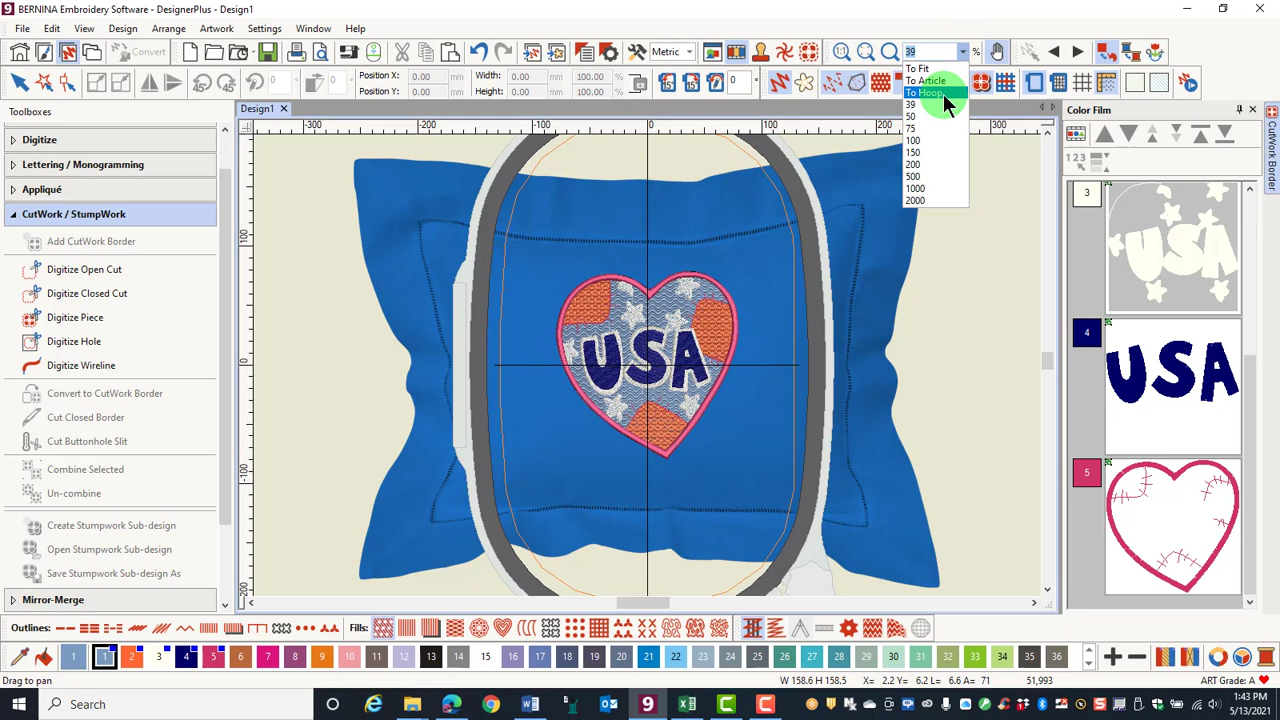 BERNINA Embroidery Software - DesignerPlus - Design1
File Edit View Design Arrange Artwork Settings Window Help
Convert Metric 39 %
Position X: 0.00 mm Width: 0.00 mm 100.00 %
Position Y: 0.00 mm Height: 0.00 mm 100.00 %
0 15 15 0
To Fit
To Article
To Hoop
39
50
75
100
150
200
500
1000
2000
Toolboxes
Design1
Color Film
CutWork Border
-300 -200 -100 0 100 200 300
100
0
-100
-200
Digitize
Lettering / Monogramming
Appliqué
CutWork / StumpWork
Add CutWork Border
Digitize Open Cut
Digitize Closed Cut
Digitize Piece
Digitize Hole
Digitize Wireline
Convert to CutWork Border
Cut Closed Border
Cut Buttonhole Slit
Combine Selected
Un-combine
Create Stumpwork Sub-design
Open Stumpwork Sub-design
Save Stumpwork Sub-design As
Mirror-Merge
USA
1 2 3
3
USA
4
USA
5
Outlines: Fills:
1 1 2 3 4 5 6 7 8 9 10 11 12 13 14 15 16 17 18 19 20 21 22 23 24 25 26 27 28 29 30 31 32 33 34 35 36
Drag to pan W 158.6 H 158.5 X= 2.2 Y= 6.2 L= 6.6 A= 71 51,993 ART Grade: A
Search
9
1:43 PM
5/13/2021